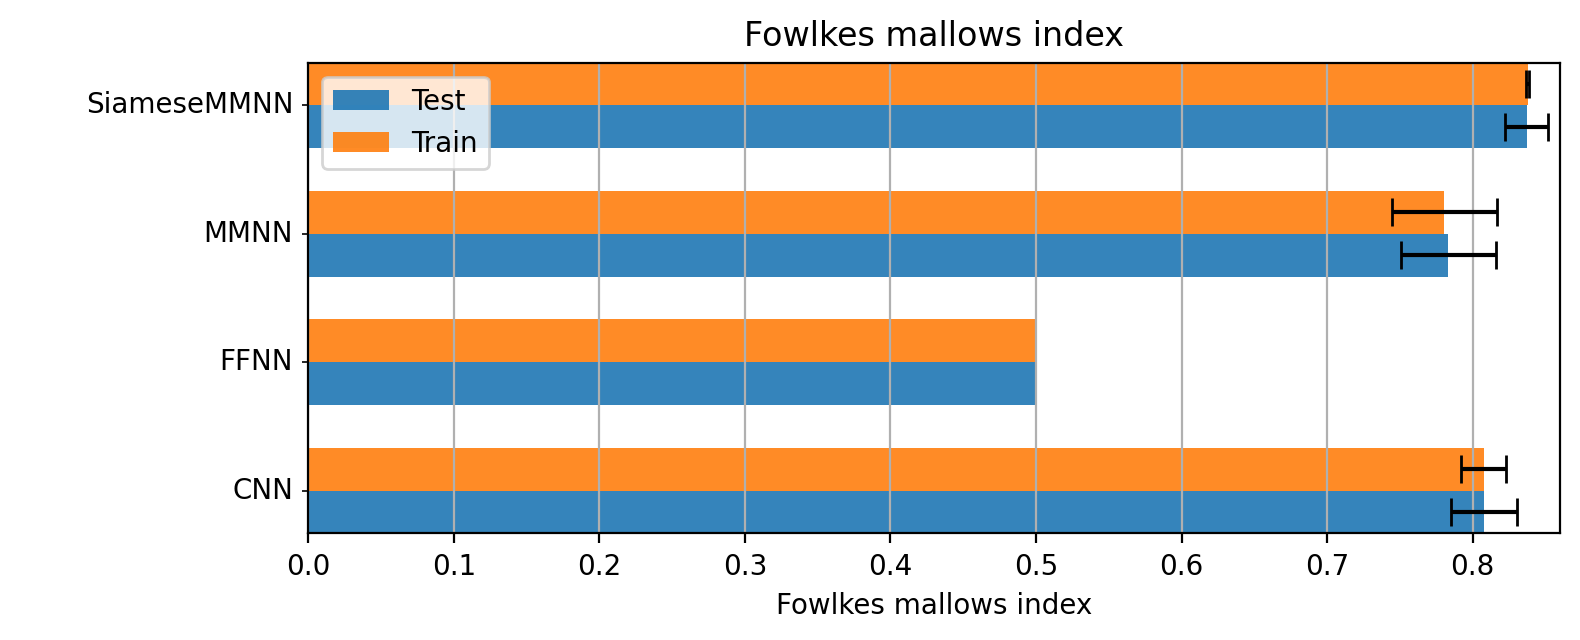 Fowlkes mallows index
SiameseMMNN
Test
Train
MMNN
FFNN
CNN
0.0 0.1 0.2 0.3 0.4 0.5 0.6 0.7 0.8
Fowlkes mallows index